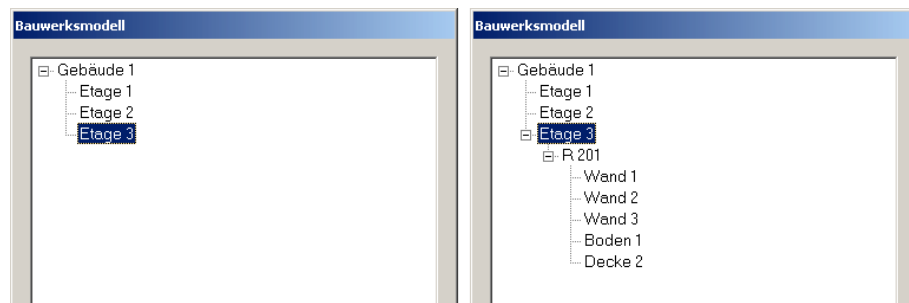 Bauwerksmodell
Gebäude 1
Etage 1
Etage 2
Etage 3
Bauwerksmodell
Gebäude 1
Etage 1
Etage 2
Etage 3
R 201
Wand 1
Wand 2
Wand 3
Boden 1
Decke 2